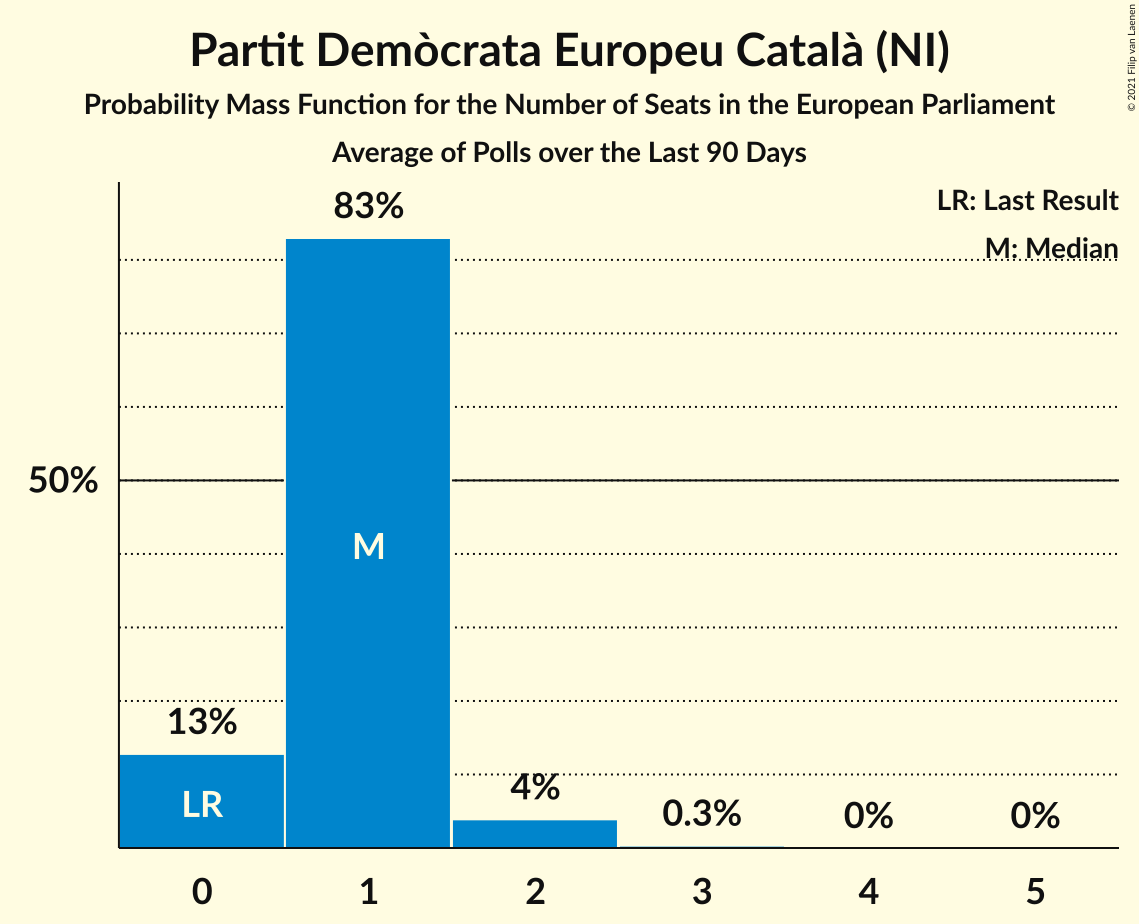 Partit Demòcrata Europeu Català (NI)
Probability Mass Function for the Number of Seats in the European Parliament
Average of Polls over the Last 90 Days
© 2021 Filip van Laenen
LR: Last Result
M: Median
83%
50%
M
13%
LR
4%
0.3%
0%
0%
0 1 2 3 4 5